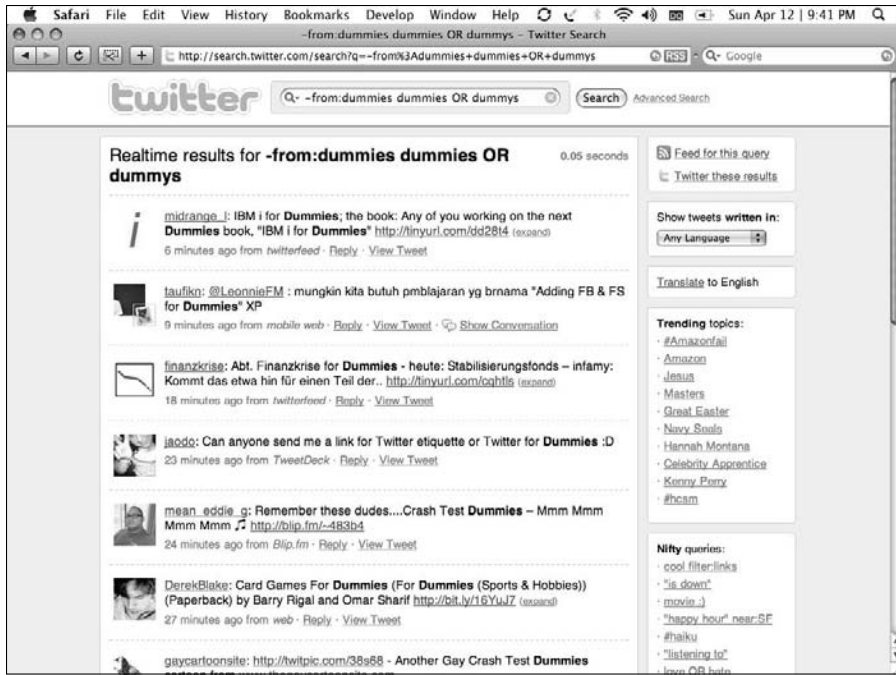 Safari File Edit View History Bookmarks Develop Window Help Sun Apr 12 | 9:41 PM
-from:dummies dummies OR dummys - Twitter Search
http://search.twitter.com/search?q=-from%3Adummies+dummies+OR+dummys RSS Google
twitter -from:dummies dummies OR dummys Search Advanced Search
Realtime results for -from:dummies dummies OR
dummys
0.05 seconds
midrange_i: IBM i for Dummies; the book: Any of you working on the next
Dummies book, "IBM i for Dummies" http://tinyurl.com/dd28t4 (expand)
6 minutes ago from twitterfeed · Reply · View Tweet
taufikn: @LeonnieFM : mungkin kita butuh pmblajaran yg brnama "Adding FB & FS
for Dummies" XP
9 minutes ago from mobile web · Reply · View Tweet · Show Conversation
finanzkrise: Abt. Finanzkrise for Dummies - heute: Stabilisierungsfonds – infamy:
Kommt das etwa hin für einen Teil der.. http://tinyurl.com/cqhtls (expand)
18 minutes ago from twitterfeed · Reply · View Tweet
jaodo: Can anyone send me a link for Twitter etiquette or Twitter for Dummies :D
23 minutes ago from TweetDeck · Reply · View Tweet
mean_eddie_g: Remember these dudes....Crash Test Dummies – Mmm Mmm
Mmm Mmm ♫ http://blip.fm/~483b4
24 minutes ago from Blip.fm · Reply · View Tweet
DerekBlake: Card Games For Dummies (For Dummies (Sports & Hobbies))
(Paperback) by Barry Rigal and Omar Sharif http://bit.ly/16YuJ7 (expand)
27 minutes ago from web · Reply · View Tweet
gaycartoonsite: http://twitpic.com/38s68 - Another Gay Crash Test Dummies
Feed for this query
Twitter these results
Show tweets written in:
Any Language
Translate to English
Trending topics:
· #Amazonfail
· Amazon
· Jesus
· Masters
· Great Easter
· Navy Seals
· Hannah Montana
· Celebrity Apprentice
· Kenny Perry
· #hcsm
Nifty queries:
· cool filter:links
· "is down"
· movie :)
· "happy hour" near:SF
· #haiku
· "listening to"
· love OR hate